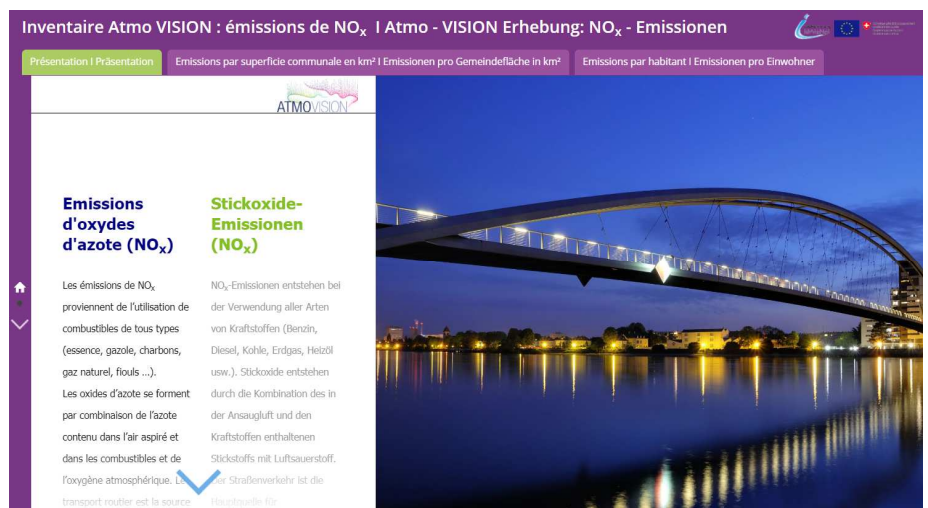 Inventaire Atmo VISION : émissions de NOx I Atmo - VISION Erhebung: NOx - Emissionen
Présentation I Präsentation
Emissions par superficie communale en km² I Emissionen pro Gemeindefläche in km²
Emissions par habitant I Emissionen pro Einwohner
ATMOVISION
Emissions
d'oxydes
d'azote (NOx)
Les émissions de NOx
proviennent de l'utilisation de
combustibles de tous types
(essence, gazole, charbons,
gaz naturel, fiouls ...).
Les oxides d'azote se forment
par combinaison de l'azote
contenu dans l'air aspiré et
dans les combustibles et de
l'oxygène atmosphérique.
transport routier est la source
Stickoxide-
Emissionen
(NOx)
NOx-Emissionen entstehen bei
der Verwendung aller Arten
von Kraftstoffen (Benzin,
Diesel, Kohle, Erdgas, Heizöl
usw.). Stickoxide entstehen
durch die Kombination des in
der Ansaugluft und den
Kraftstoffen enthaltenen
Stickstoffs mit Luftsauerstoff.
Straßenverkehr ist die
Hauptquelle für